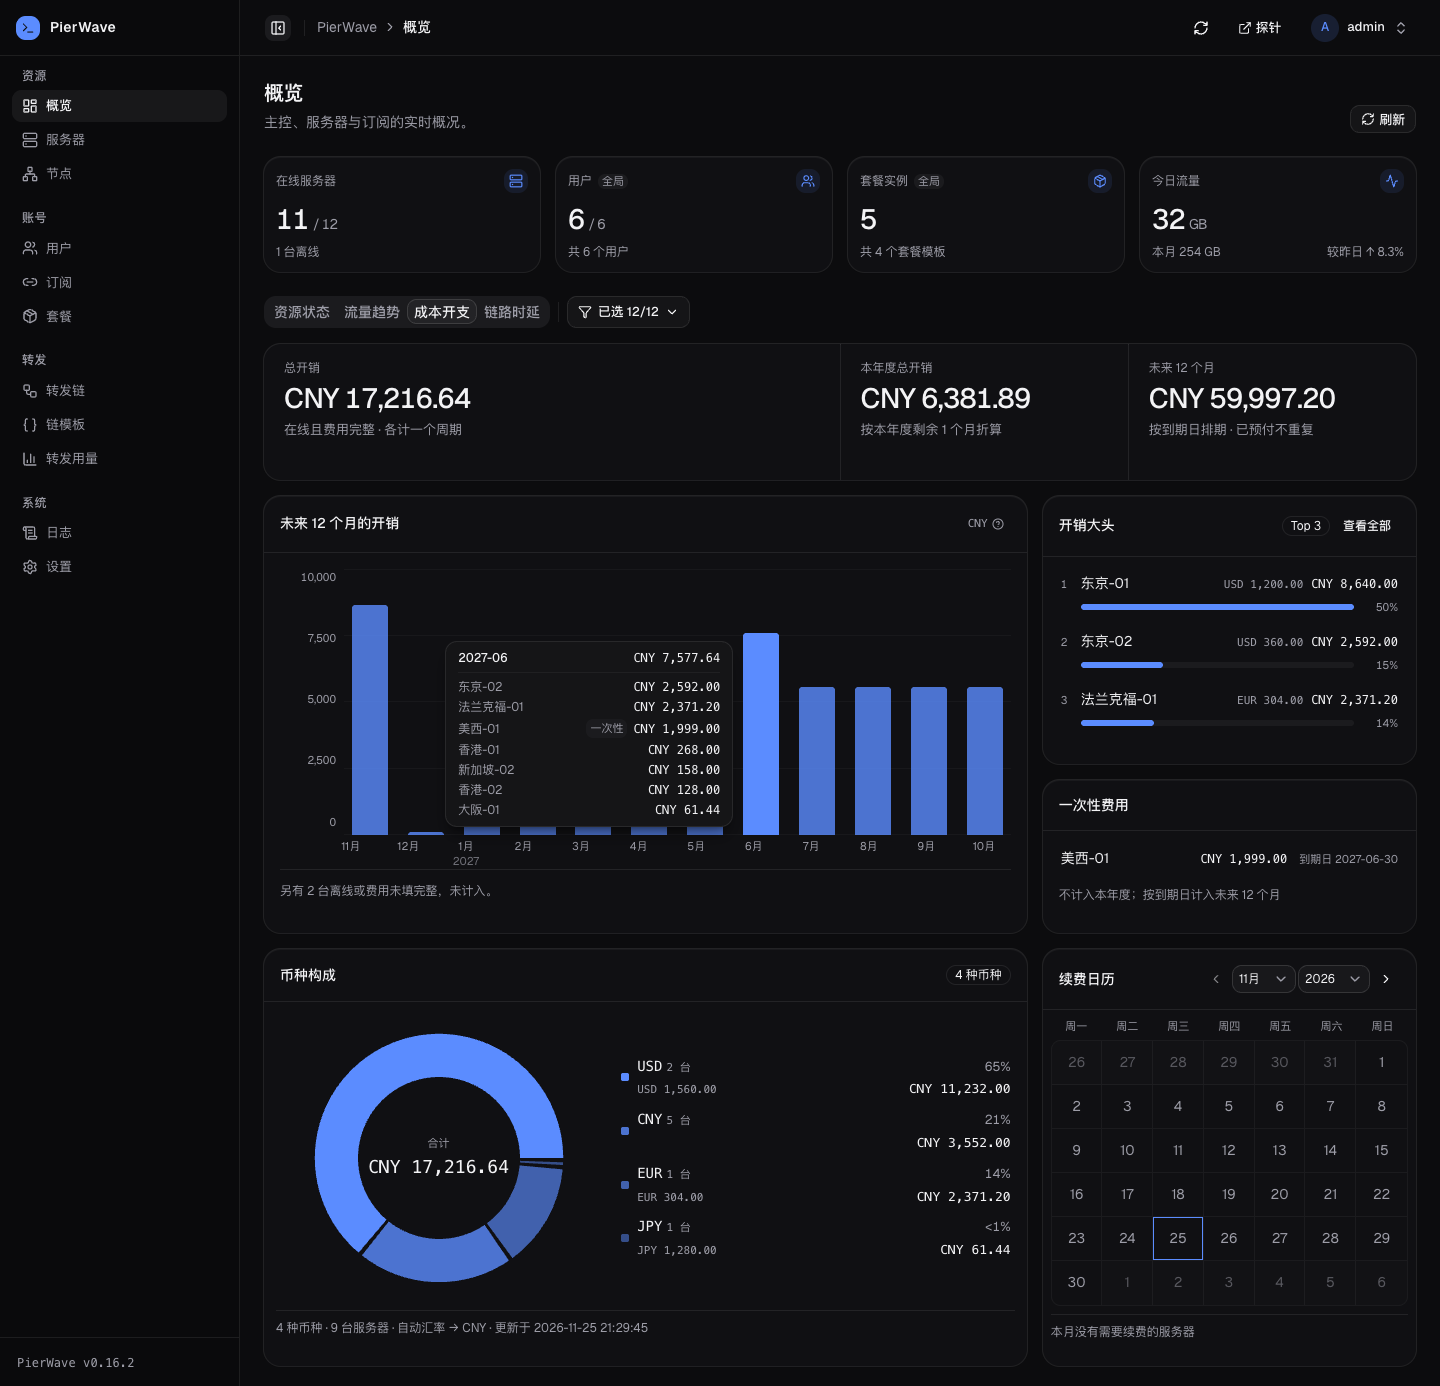 PierWave
PierWave > 概览
探针
A admin
资源
概览
服务器
节点
账号
用户
订阅
套餐
转发
转发链
链模板
转发用量
系统
日志
设置
PierWave v0.16.2
概览
主控、服务器与订阅的实时概况。
刷新
在线服务器
11 / 12
1 台离线
用户 全局
6 / 6
共 6 个用户
套餐实例 全局
5
共 4 个套餐模板
今日流量
32 GB
本月 254 GB 较昨日 ↑ 8.3%
资源状态 流量趋势 成本开支 链路时延 已选 12/12
总开销
CNY 17,216.64
在线且费用完整 · 各计一个周期
本年度总开销
CNY 6,381.89
按本年度剩余 1 个月折算
未来 12 个月
CNY 59,997.20
按到期日排期 · 已预付不重复
未来 12 个月的开销 CNY
10,000
7,500
5,000
2,500
0
2027-06 CNY 7,577.64
东京-02 CNY 2,592.00
法兰克福-01 CNY 2,371.20
美西-01 一次性 CNY 1,999.00
香港-01 CNY 268.00
新加坡-02 CNY 158.00
香港-02 CNY 128.00
大阪-01 CNY 61.44
11月 12月 1月 2月 3月 4月 5月 6月 7月 8月 9月 10月
2027
另有 2 台离线或费用未填完整，未计入。
开销大头 Top 3 查看全部
1 东京-01 USD 1,200.00 CNY 8,640.00
50%
2 东京-02 USD 360.00 CNY 2,592.00
15%
3 法兰克福-01 EUR 304.00 CNY 2,371.20
14%
一次性费用
美西-01 CNY 1,999.00 到期日 2027-06-30
不计入本年度；按到期日计入未来 12 个月
币种构成 4 种币种
合计
CNY 17,216.64
USD 2 台 65%
USD 1,560.00 CNY 11,232.00
CNY 5 台 21%
CNY 3,552.00
EUR 1 台 14%
EUR 304.00 CNY 2,371.20
JPY 1 台 <1%
JPY 1,280.00 CNY 61.44
4 种币种 · 9 台服务器 · 自动汇率 → CNY · 更新于 2026-11-25 21:29:45
续费日历 11月 2026
周一 周二 周三 周四 周五 周六 周日
26 27 28 29 30 31 1
2 3 4 5 6 7 8
9 10 11 12 13 14 15
16 17 18 19 20 21 22
23 24 25 26 27 28 29
30 1 2 3 4 5 6
本月没有需要续费的服务器